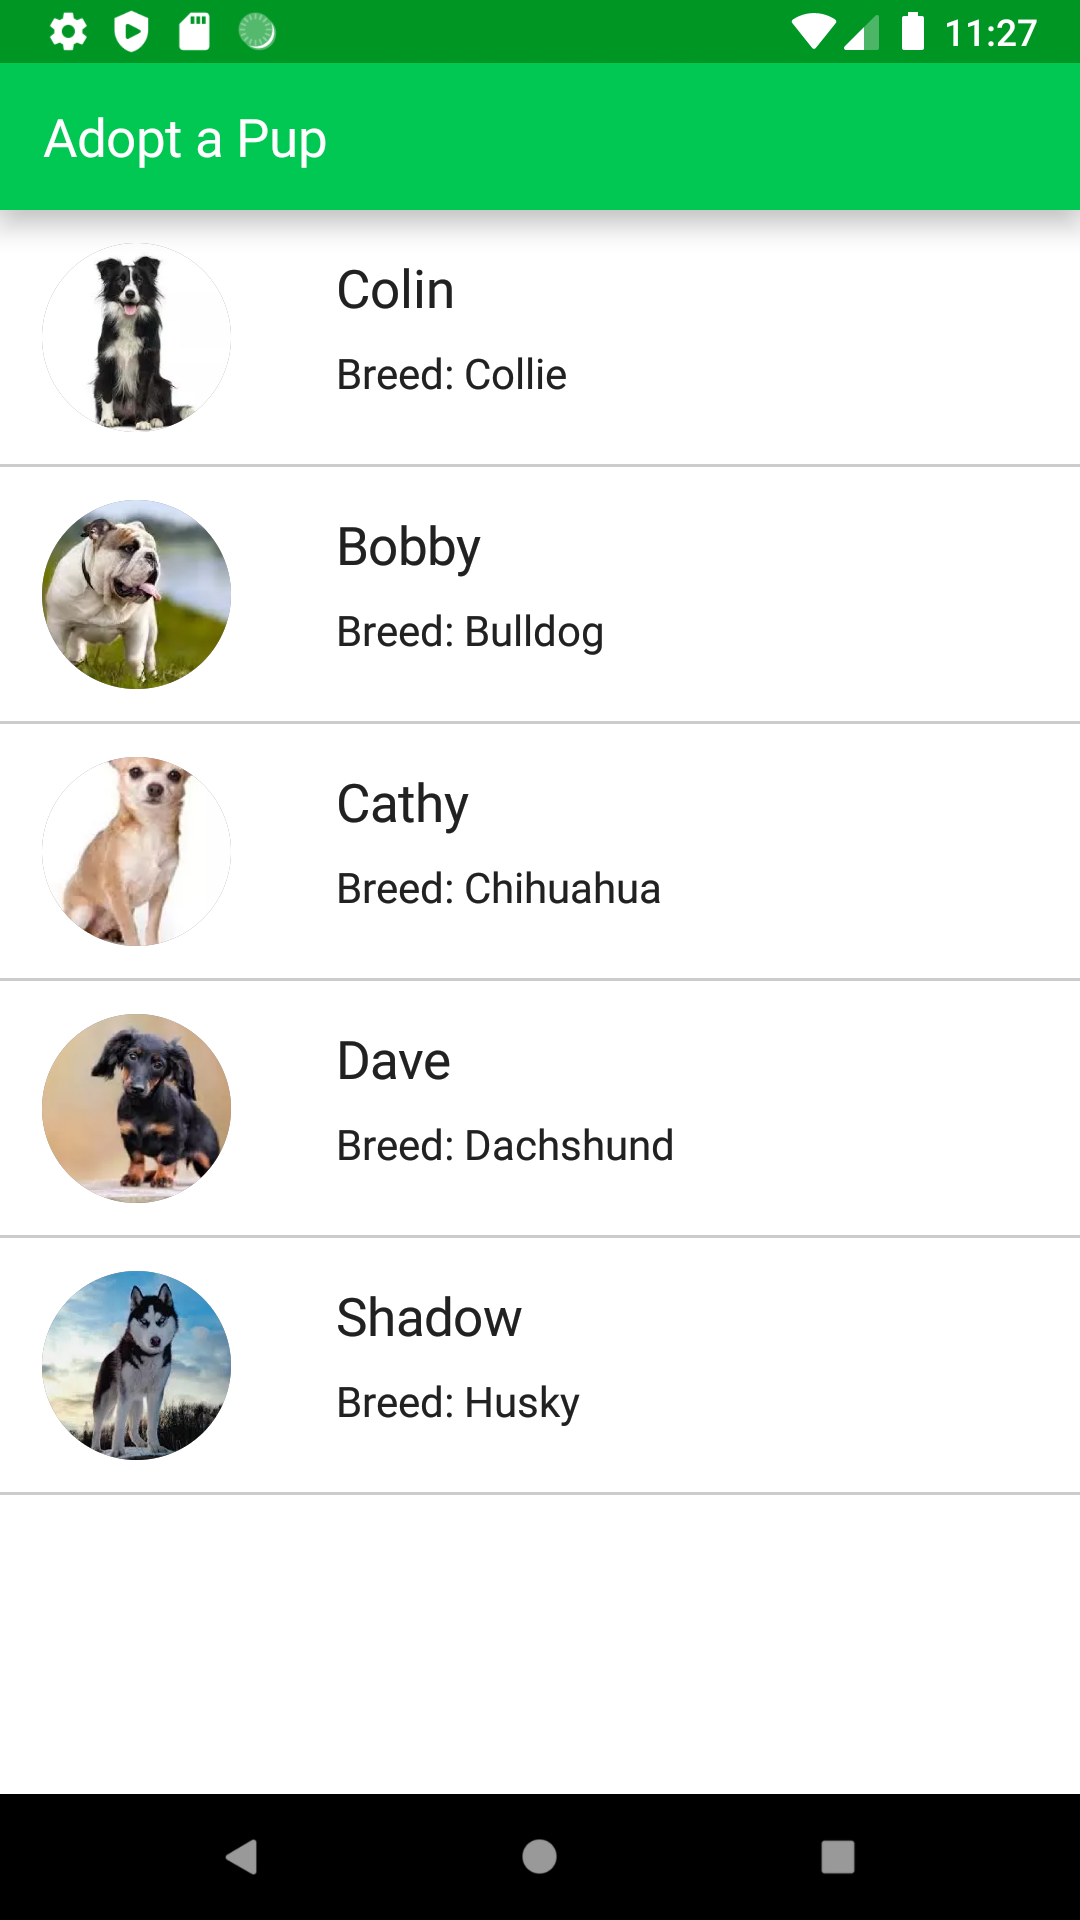 11:27
Adopt a Pup
Colin
Breed: Collie
Bobby
Breed: Bulldog
Cathy
Breed: Chihuahua
Dave
Breed: Dachshund
Shadow
Breed: Husky